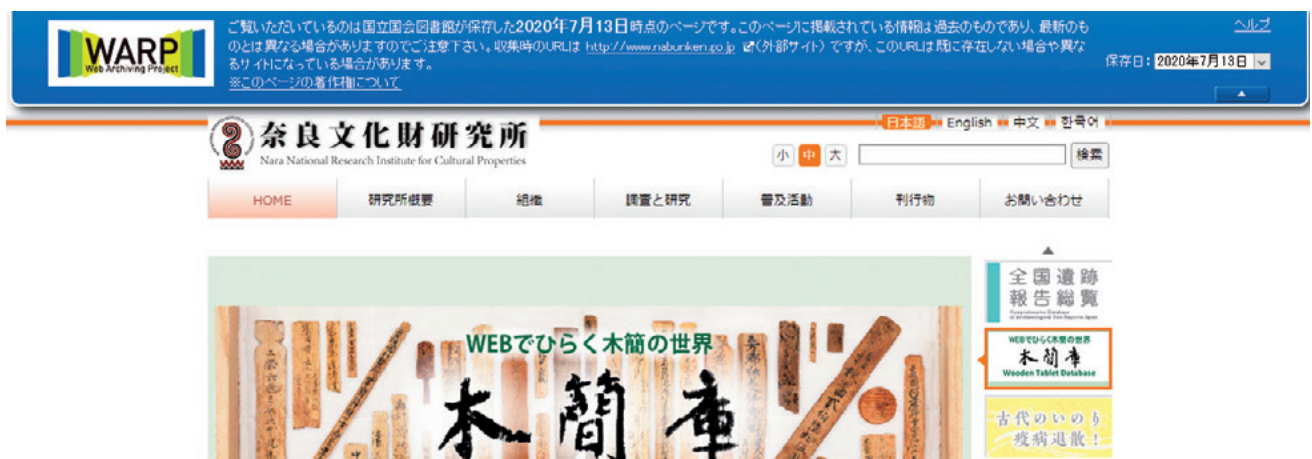 WARP
Web Archiving Project
ご覧いただいているのは国立国会図書館が保存した2020年7月13日時点のページです。このページに掲載されている情報は過去のものであり、最新のも
のとは異なる場合がありますのでご注意下さい。収集時のURLは http://www.nabunken.go.jp (外部サイト) ですが、このURLは既に存在しない場合や異な
るサイトになっている場合があります。
※このページの著作権について
ヘルプ
保存日：2020年7月13日
奈良文化財研究所
Nara National Research Institute for Cultural Properties
日本語 English 中文 한국어
小 中 大
検索
HOME 研究所概要 組織 調査と研究 普及活動 刊行物 お問い合わせ
WEBでひらく木簡の世界
木簡庫
全国遺跡
報告総覧
WEBでひらく木簡の世界
木簡庫
Wooden Tablet Database
古代のいのり
疫病退散！